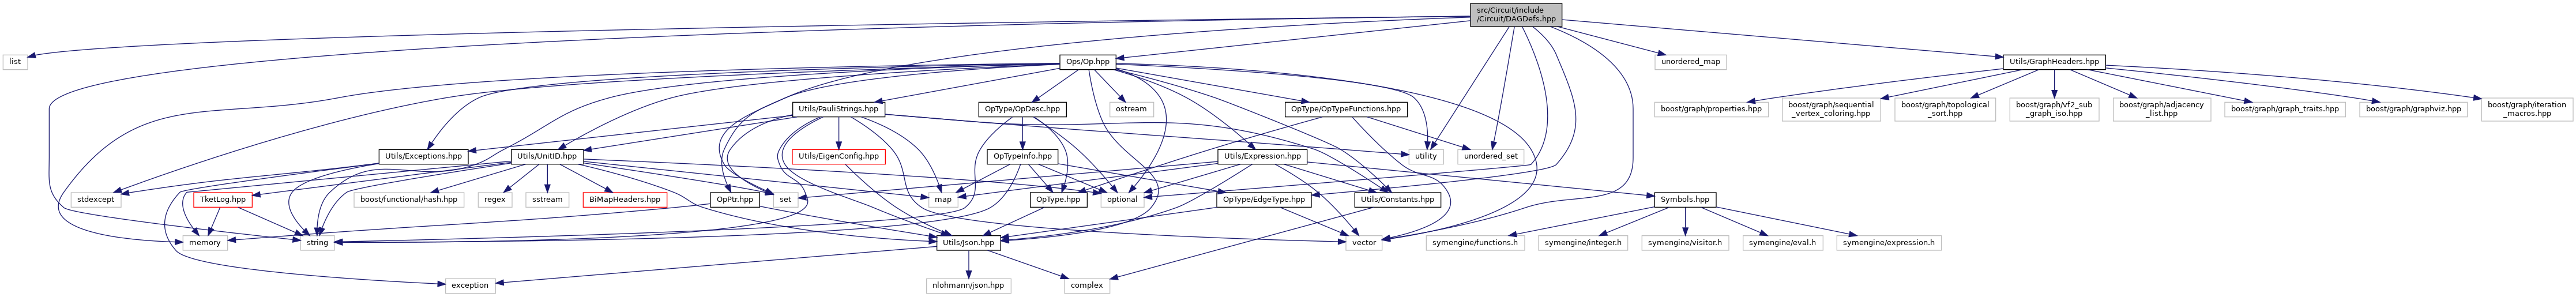 src/Circuit/include
/Circuit/DAGDefs.hpp
list
Ops/Op.hpp
unordered_map
Utils/GraphHeaders.hpp
Utils/PauliStrings.hpp
OpType/OpDesc.hpp
ostream
OpType/OpTypeFunctions.hpp
boost/graph/properties.hpp
boost/graph/sequential
_vertex_coloring.hpp
boost/graph/topological
_sort.hpp
boost/graph/vf2_sub
_graph_iso.hpp
boost/graph/adjacency
_list.hpp
boost/graph/graph_traits.hpp
boost/graph/graphviz.hpp
boost/graph/iteration
_macros.hpp
Utils/Exceptions.hpp
Utils/UnitID.hpp
Utils/EigenConfig.hpp
OpTypeInfo.hpp
Utils/Expression.hpp
utility
unordered_set
stdexcept
TketLog.hpp
boost/functional/hash.hpp
regex
sstream
BiMapHeaders.hpp
OpPtr.hpp
set
map
OpType.hpp
optional
OpType/EdgeType.hpp
Utils/Constants.hpp
Symbols.hpp
memory
string
Utils/Json.hpp
vector
symengine/functions.h
symengine/integer.h
symengine/visitor.h
symengine/eval.h
symengine/expression.h
exception
nlohmann/json.hpp
complex